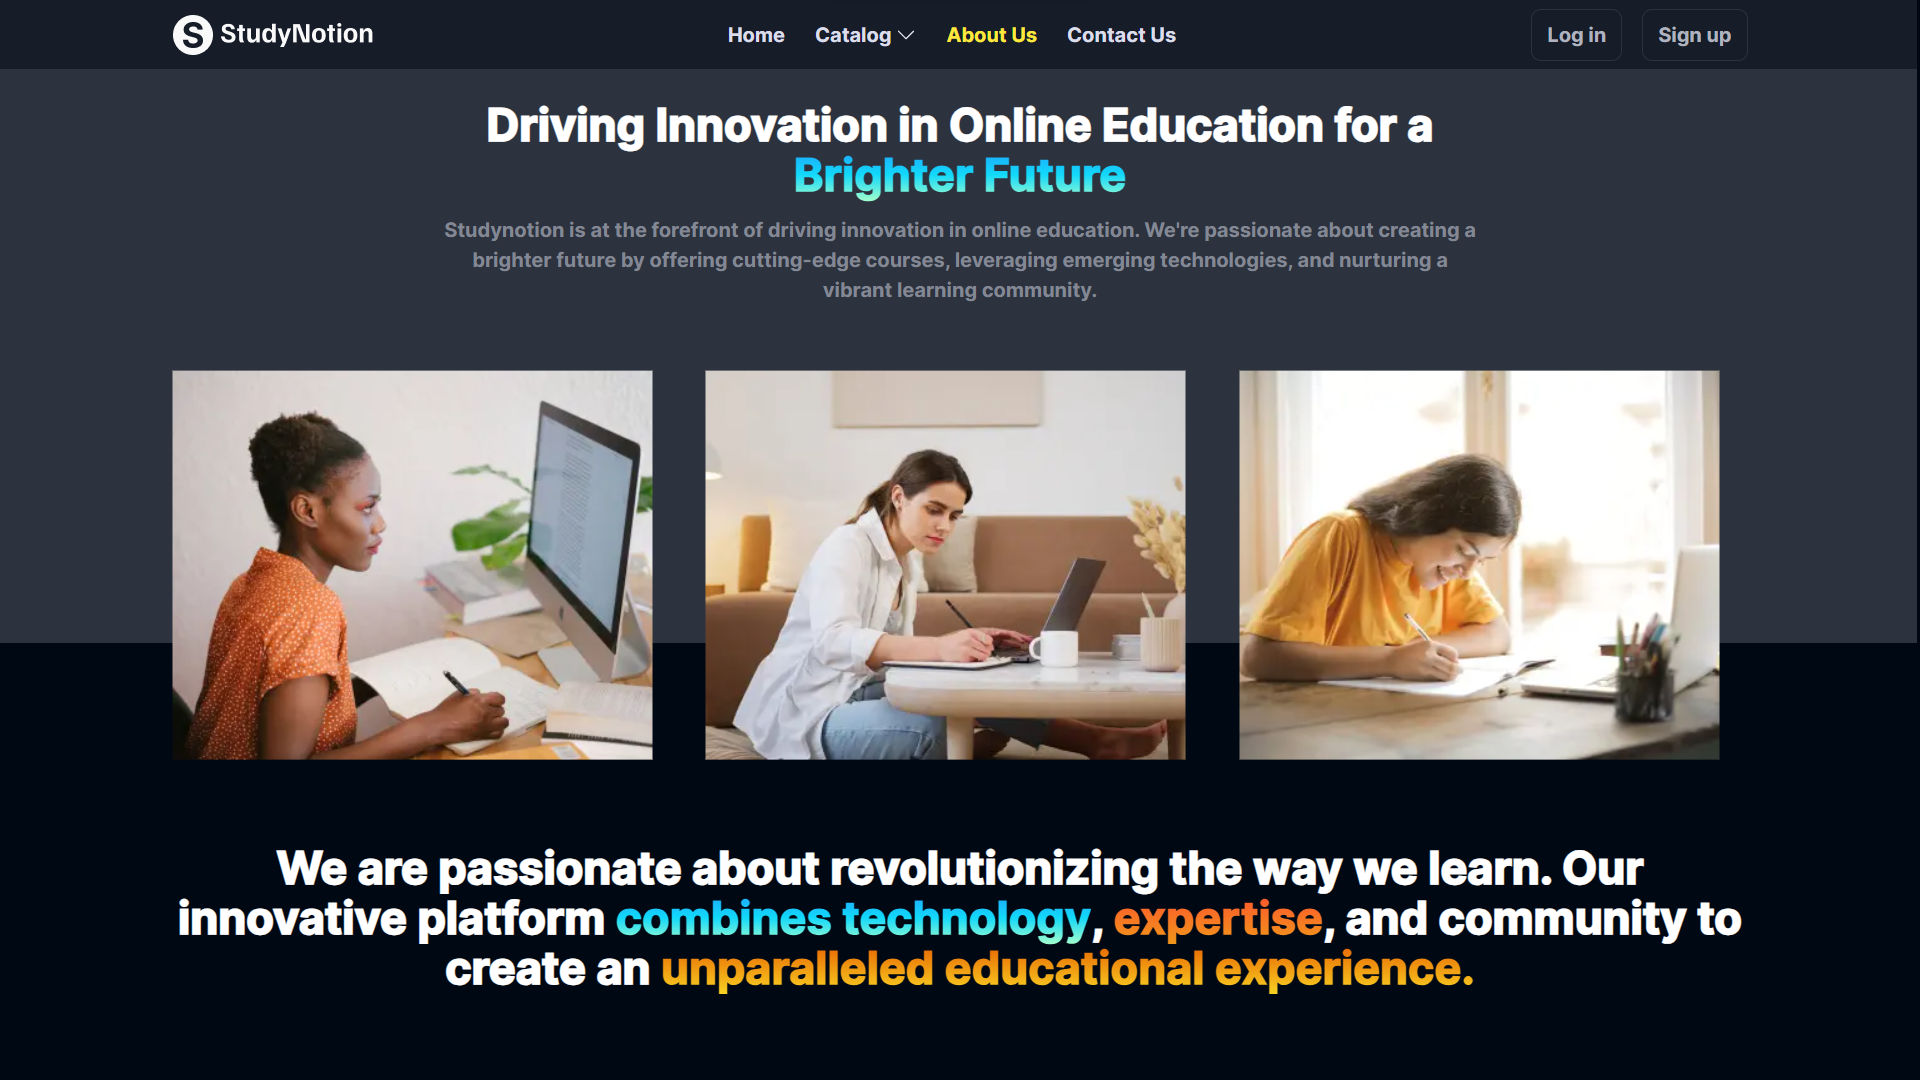 StudyNotion
Home
Catalog
About Us
Contact Us
Log in
Sign up
Driving Innovation in Online Education for a
Brighter Future
Studynotion is at the forefront of driving innovation in online education. We're passionate about creating a
brighter future by offering cutting-edge courses, leveraging emerging technologies, and nurturing a
vibrant learning community.
We are passionate about revolutionizing the way we learn. Our
innovative platform combines technology, expertise, and community to
create an unparalleled educational experience.